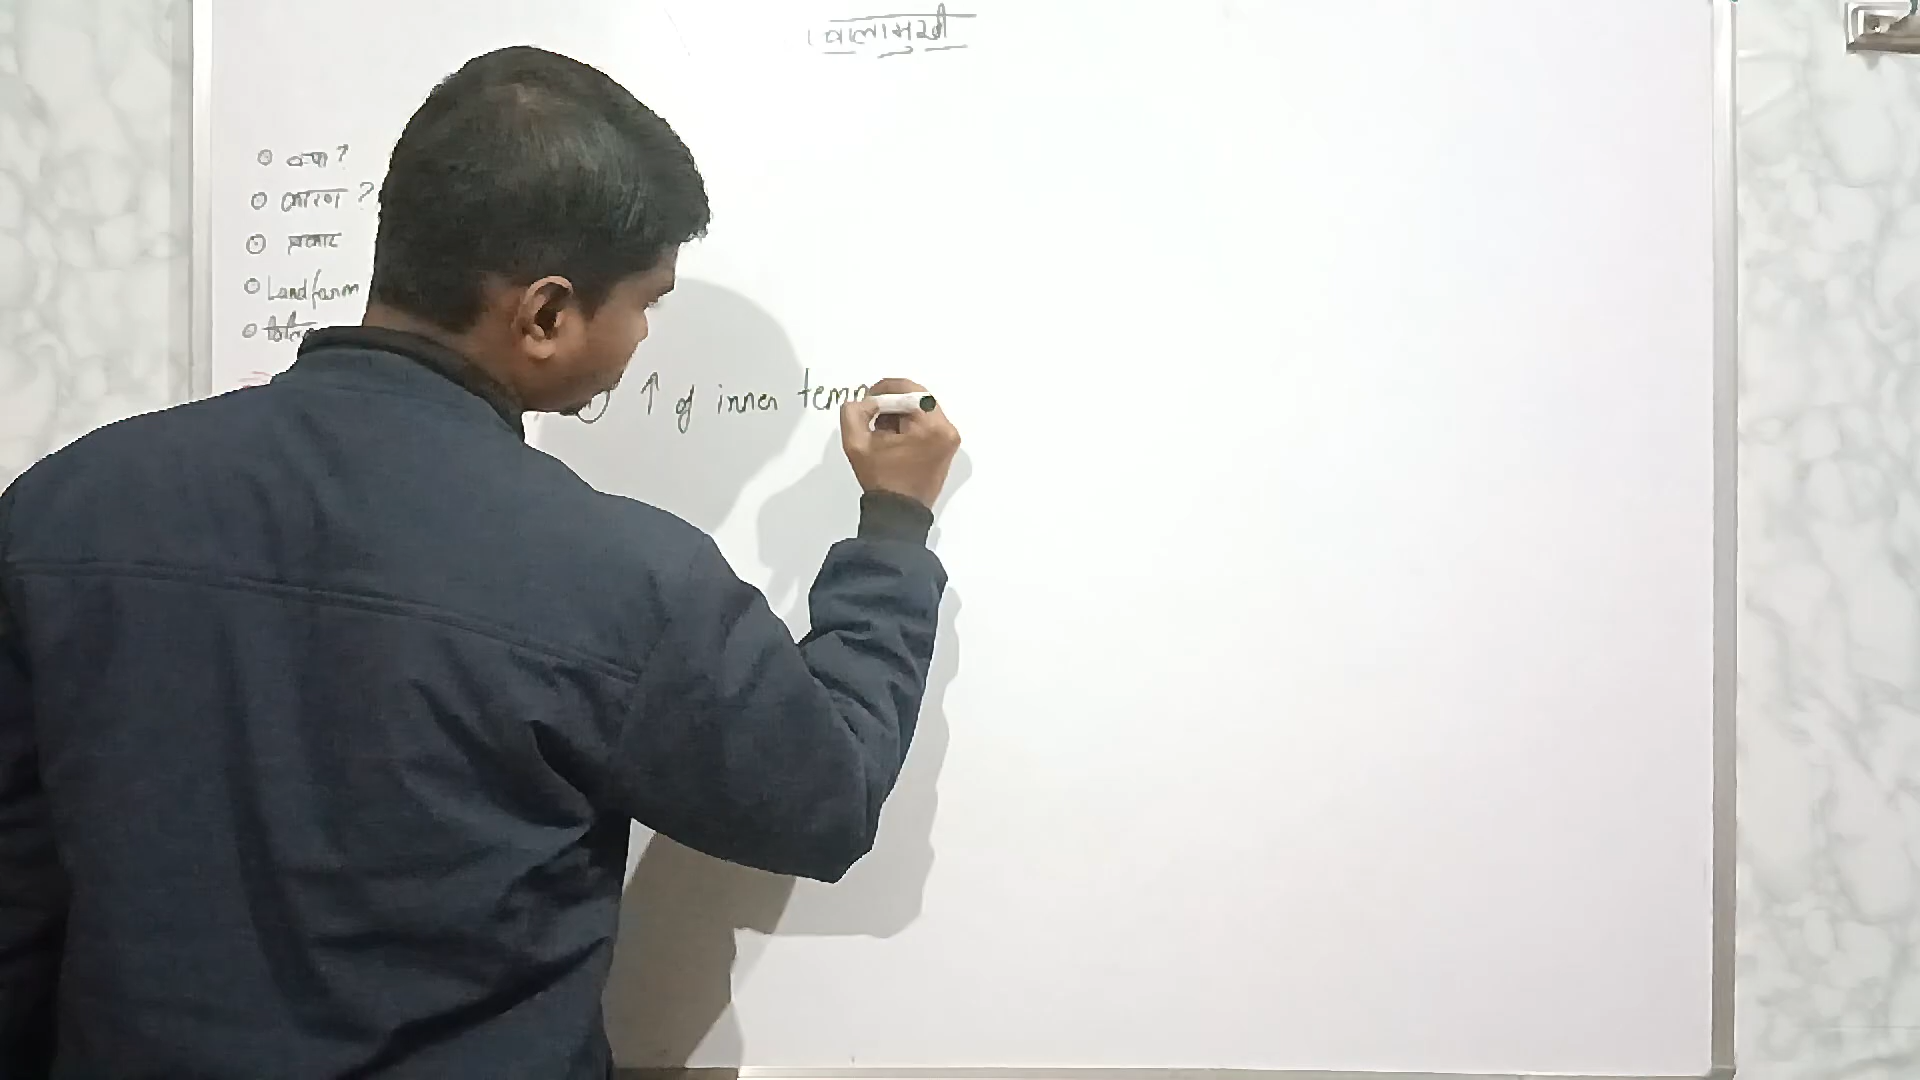 ज्वालामुखी
क्या?
कारण?
प्रकार
Landform
↑ of inner temp